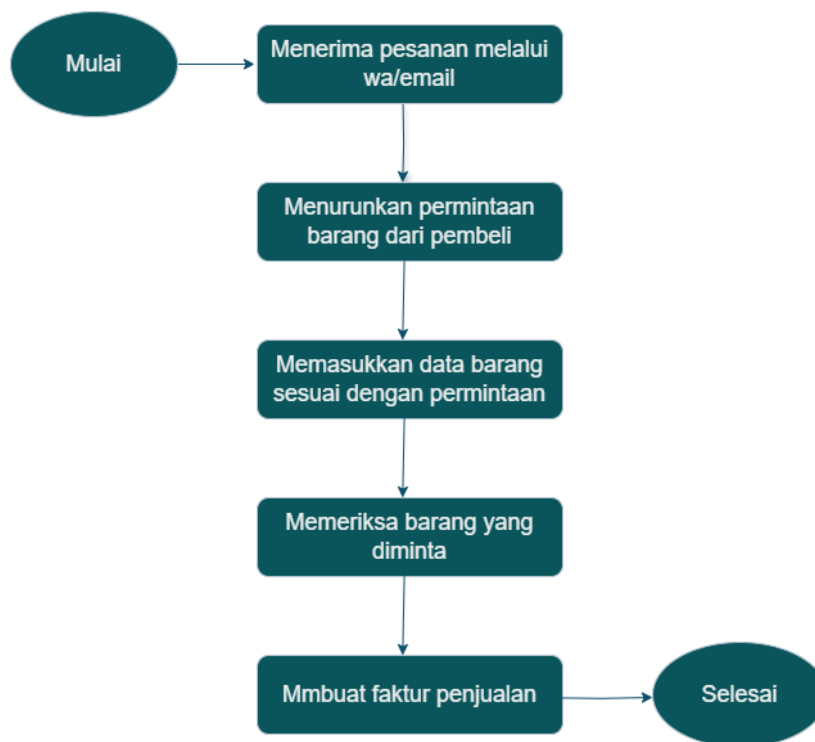 Mulai
Menerima pesanan melalui
wa/email
Menurunkan permintaan
barang dari pembeli
Memasukkan data barang
sesuai dengan permintaan
Memeriksa barang yang
diminta
Mmbuat faktur penjualan
Selesai